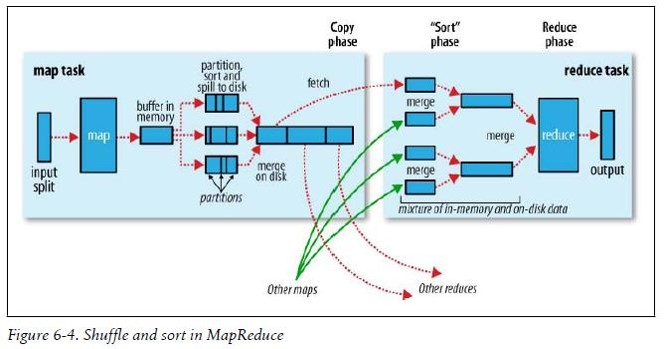 Copy
phase
"Sort"
phase
Reduce
phase
map task
partition,
sort and
spill to disk
fetch
reduce task
buffer in
memory
map
merge
merge
reduce
input
split
merge
on disk
merge
output
partitions
mixture of in-memory and on-disk data
Other maps
Other reduces
Figure 6-4. Shuffle and sort in MapReduce